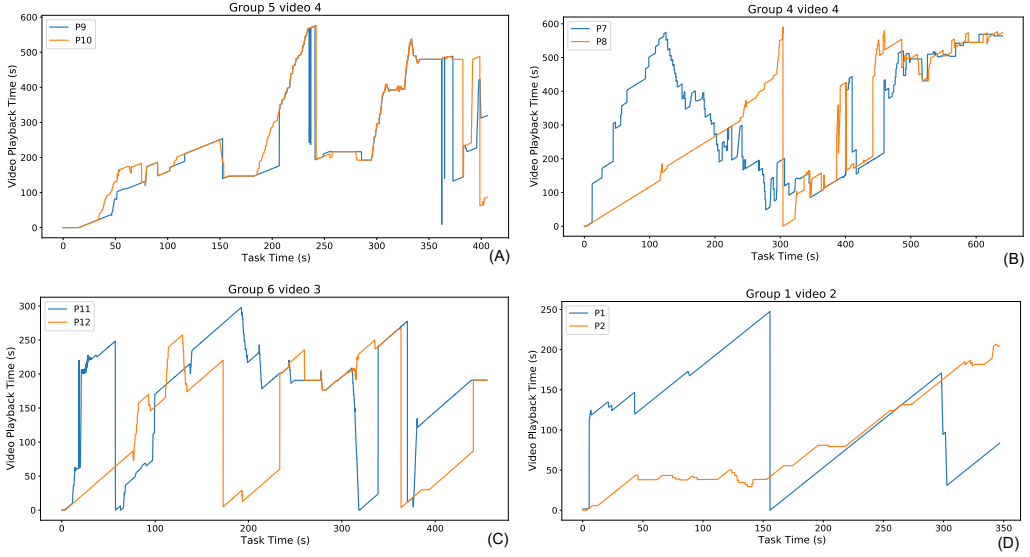 Group 5 video 4
P9
P10
600
500
400
300
200
100
0
Video Playback Time (s)
0 50 100 150 200 250 300 350 400
Task Time (s)
(A)
Group 4 video 4
P7
P8
600
500
400
300
200
100
0
Video Playback Time (s)
0 100 200 300 400 500 600
Task Time (s)
(B)
Group 6 video 3
P11
P12
300
250
200
150
100
50
0
Video Playback Time (s)
0 100 200 300 400
Task Time (s)
(C)
Group 1 video 2
P1
P2
250
200
150
100
50
0
Video Playback Time (s)
0 50 100 150 200 250 300 350
Task Time (s)
(D)